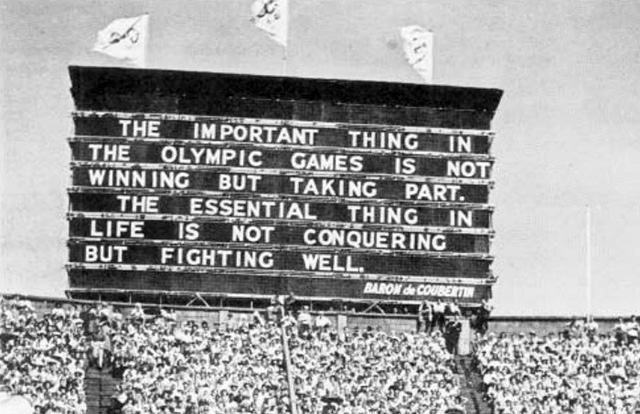 THE IMPORTANT THING IN
THE OLYMPIC GAMES IS NOT
WINNING BUT TAKING PART.
THE ESSENTIAL THING IN
LIFE IS NOT CONQUERING
BUT FIGHTING WELL.
BARON de COUBERTIN